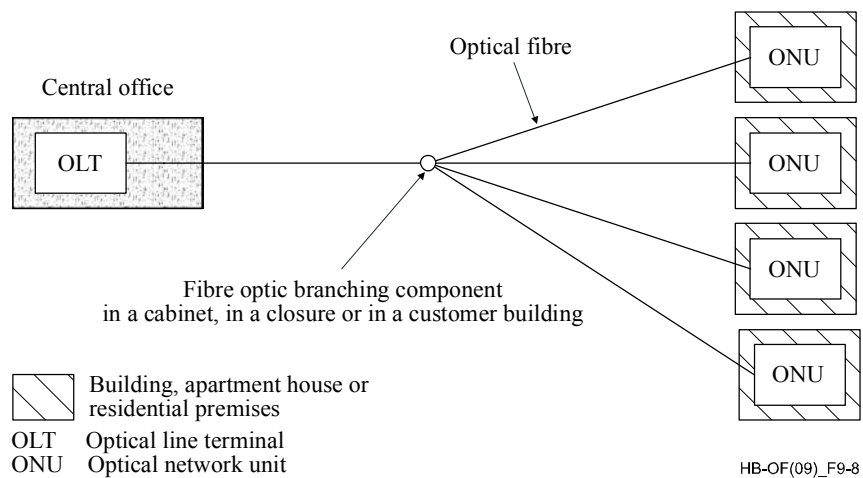 Optical fibre
ONU
Central office
OLT
ONU
ONU
Fibre optic branching component
in a cabinet, in a closure or in a customer building
ONU
Building, apartment house or
residential premises
OLT Optical line terminal
ONU Optical network unit
HB-OF(09)_F9-8